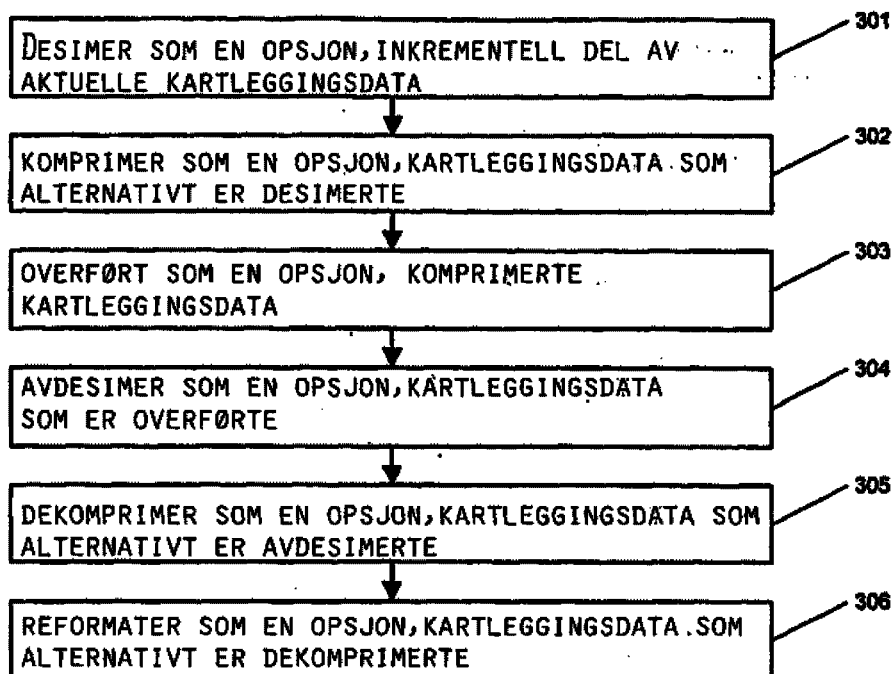 301
DESIMER SOM EN OPSJON, INKREMENTELL DEL AV
AKTUELLE KARTLEGGINGSDATA
302
KOMPRIMER SOM EN OPSJON, KARTLEGGINGSDATA SOM
ALTERNATIVT ER DESIMERTE
303
OVERFØRT SOM EN OPSJON, KOMPRIMERTE
KARTLEGGINGSDATA
304
AVDESIMER SOM EN OPSJON, KARTLEGGINGSDATA
SOM ER OVERFØRTE
305
DEKOMPRIMER SOM EN OPSJON, KARTLEGGINGSDATA SOM
ALTERNATIVT ER AVDESIMERTE
306
REFORMATER SOM EN OPSJON, KARTLEGGINGSDATA SOM
ALTERNATIVT ER DEKOMPRIMERTE